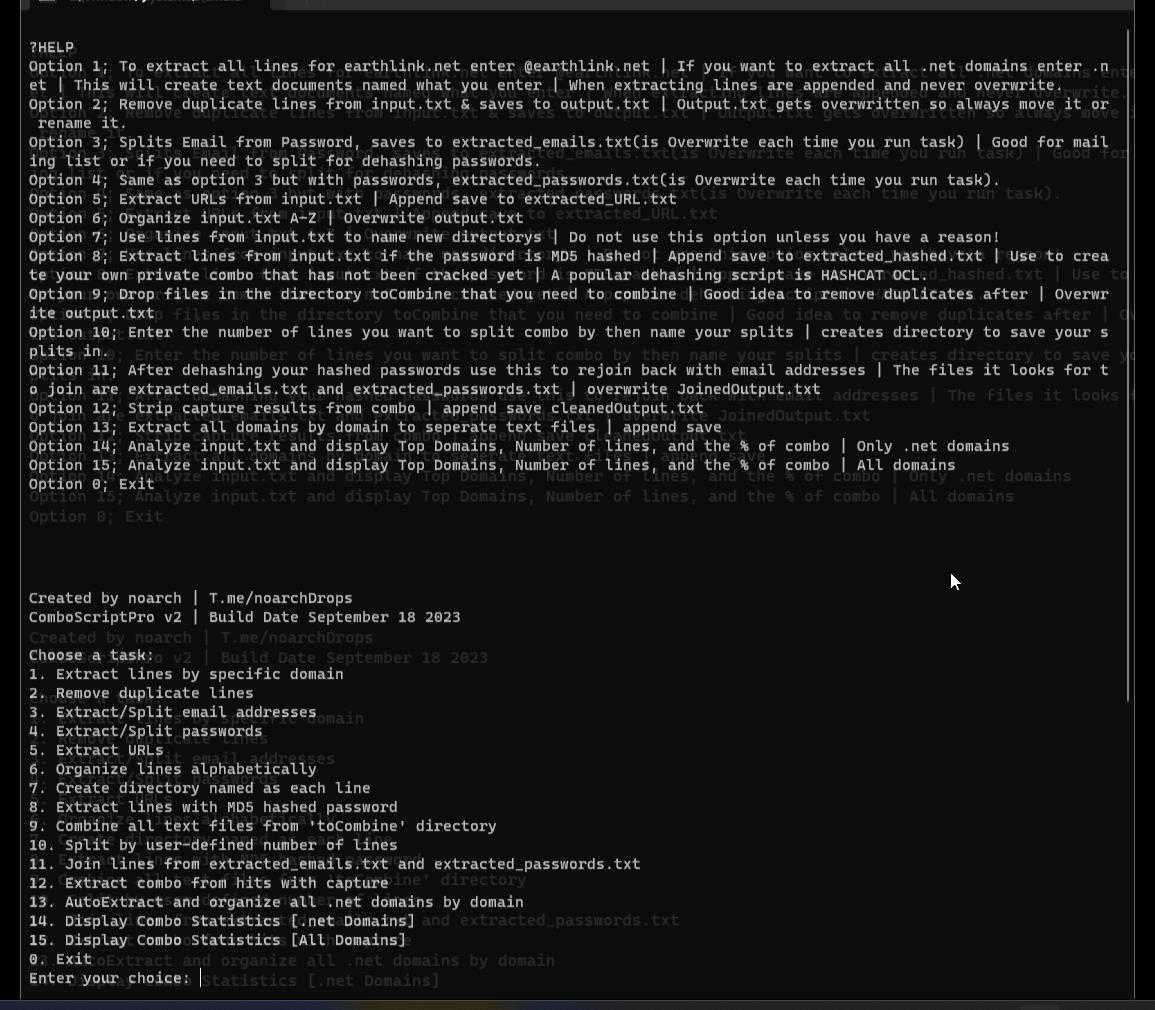 ?HELP
Option 1; To extract all lines for earthlink.net enter @earthlink.net | If you want to extract all .net domains enter .n
et | This will create text documents named what you enter | When extracting lines are appended and never overwrite.
Option 2; Remove duplicate lines from input.txt & saves to output.txt | Output.txt gets overwritten so always move it or
 rename it.
Option 3; Splits Email from Password, saves to extracted_emails.txt(is Overwrite each time you run task) | Good for mail
ing list or if you need to split for dehashing passwords.
Option 4; Same as option 3 but with passwords, extracted_passwords.txt(is Overwrite each time you run task).
Option 5; Extract URLs from input.txt | Append save to extracted_URL.txt
Option 6; Organize input.txt A-Z | Overwrite output.txt
Option 7; Use lines from input.txt to name new directorys | Do not use this option unless you have a reason!
Option 8; Extract lines from input.txt if the password is MD5 hashed | Append save to extracted_hashed.txt | Use to crea
te your own private combo that has not been cracked yet | A popular dehashing script is HASHCAT OCL.
Option 9; Drop files in the directory toCombine that you need to combine | Good idea to remove duplicates after | Overwr
ite output.txt
Option 10; Enter the number of lines you want to split combo by then name your splits | creates directory to save your s
plits in.
Option 11; After dehashing your hashed passwords use this to rejoin back with email addresses | The files it looks for t
o join are extracted_emails.txt and extracted_passwords.txt | overwrite JoinedOutput.txt
Option 12; Strip capture results from combo | append save cleanedOutput.txt
Option 13; Extract all domains by domain to seperate text files | append save
Option 14; Analyze input.txt and display Top Domains, Number of lines, and the % of combo | Only .net domains
Option 15; Analyze input.txt and display Top Domains, Number of lines, and the % of combo | All domains
Option 0; Exit
Created by noarch | T.me/noarchDrops
ComboScriptPro v2 | Build Date September 18 2023
Choose a task:
1. Extract lines by specific domain
2. Remove duplicate lines
3. Extract/Split email addresses
4. Extract/Split passwords
5. Extract URLs
6. Organize lines alphabetically
7. Create directory named as each line
8. Extract lines with MD5 hashed password
9. Combine all text files from 'toCombine' directory
10. Split by user-defined number of lines
11. Join lines from extracted_emails.txt and extracted_passwords.txt
12. Extract combo from hits with capture
13. AutoExtract and organize all .net domains by domain
14. Display Combo Statistics [.net Domains]
15. Display Combo Statistics [All Domains]
0. Exit
Enter your choice: